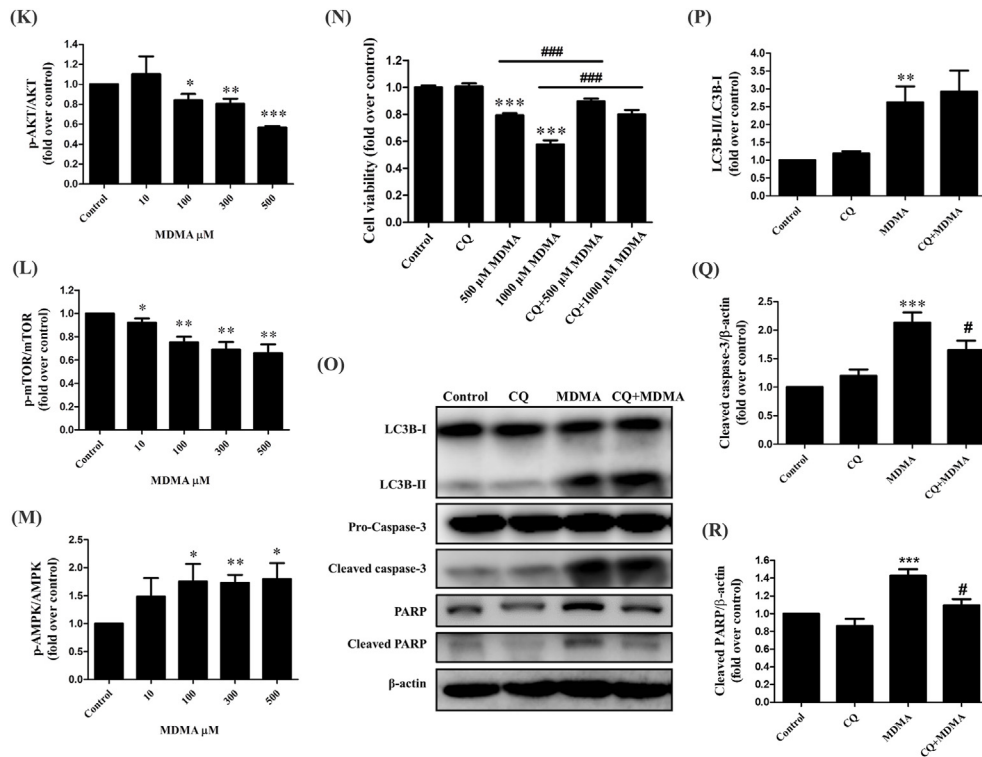 (K)
p-AKT/AKT
(fold over control)
1.4
1.2
1.0
0.8
0.6
0.4
0.2
0.0
*
**
***
Control
10
100
300
500
MDMA μM
(L)
p-mTOR/mTOR
(fold over control)
1.2
1.0
0.8
0.6
0.4
0.2
0.0
*
**
**
**
Control
10
100
300
500
MDMA μM
(M)
p-AMPK/AMPK
(fold over control)
2.5
2.0
1.5
1.0
0.5
0.0
*
**
*
Control
10
100
300
500
MDMA μM
(N)
Cell viability (fold over control)
1.4
1.2
1.0
0.8
0.6
0.4
0.2
0.0
###
###
***
***
Control
CQ
500 μM MDMA
1000 μM MDMA
CQ+500 μM MDMA
CQ+1000 μM MDMA
(O)
Control CQ MDMA CQ+MDMA
LC3B-I
LC3B-II
Pro-Caspase-3
Cleaved caspase-3
PARP
Cleaved PARP
β-actin
(P)
LC3B-II/LC3B-I
(fold over control)
4.0
3.5
3.0
2.5
2.0
1.5
1.0
0.5
0.0
**
Control
CQ
MDMA
CQ+MDMA
(Q)
Cleaved caspase-3/β-actin
(fold over control)
2.5
2.0
1.5
1.0
0.5
0.0
***
#
Control
CQ
MDMA
CQ+MDMA
(R)
Cleaved PARP/β-actin
(fold over control)
1.6
1.4
1.2
1.0
0.8
0.6
0.4
0.2
0.0
***
#
Control
CQ
MDMA
CQ+MDMA